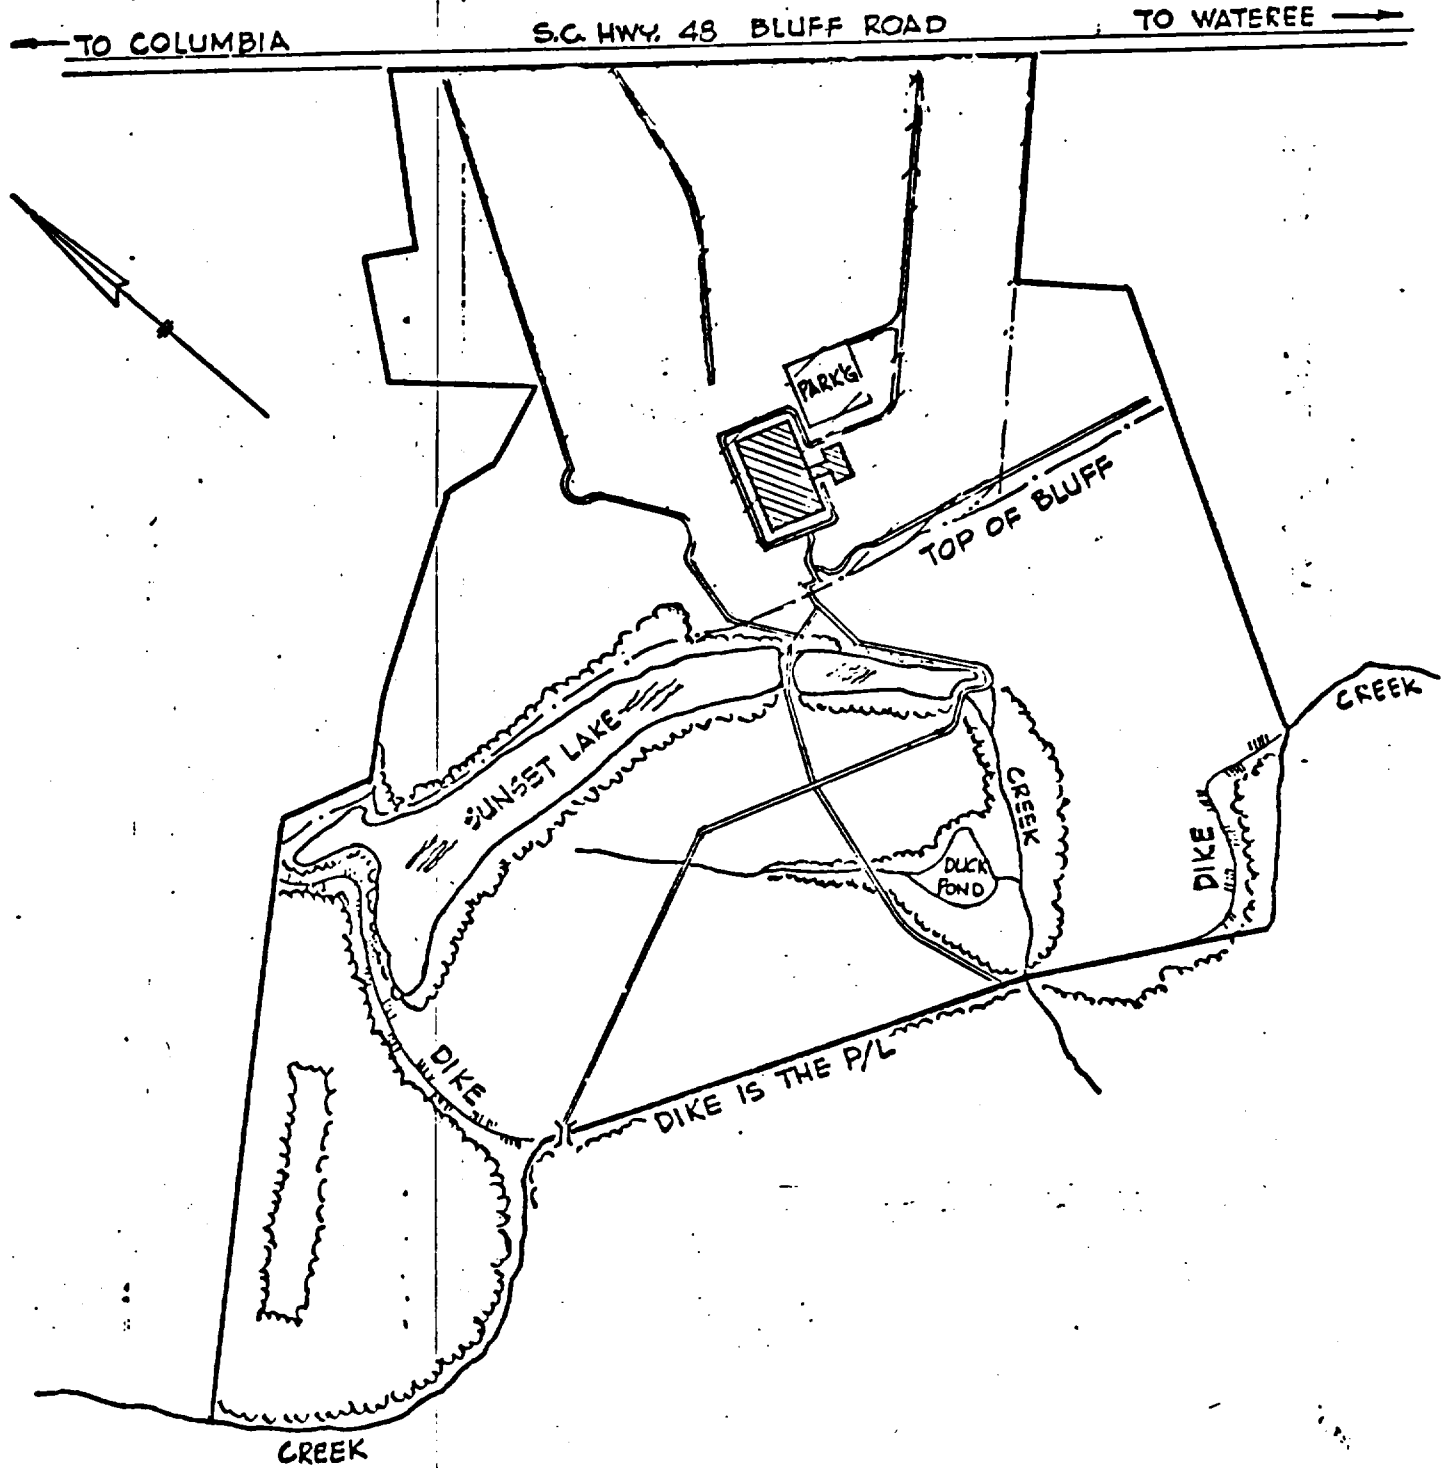 TO COLUMBIA
S.C. HWY. 48 BLUFF ROAD
TO WATEREE
PARK'G
TOP OF BLUFF
CREEK
SUNSET LAKE
CREEK
DUCK
POND
DIKE
DIKE
DIKE IS THE P/L
CREEK